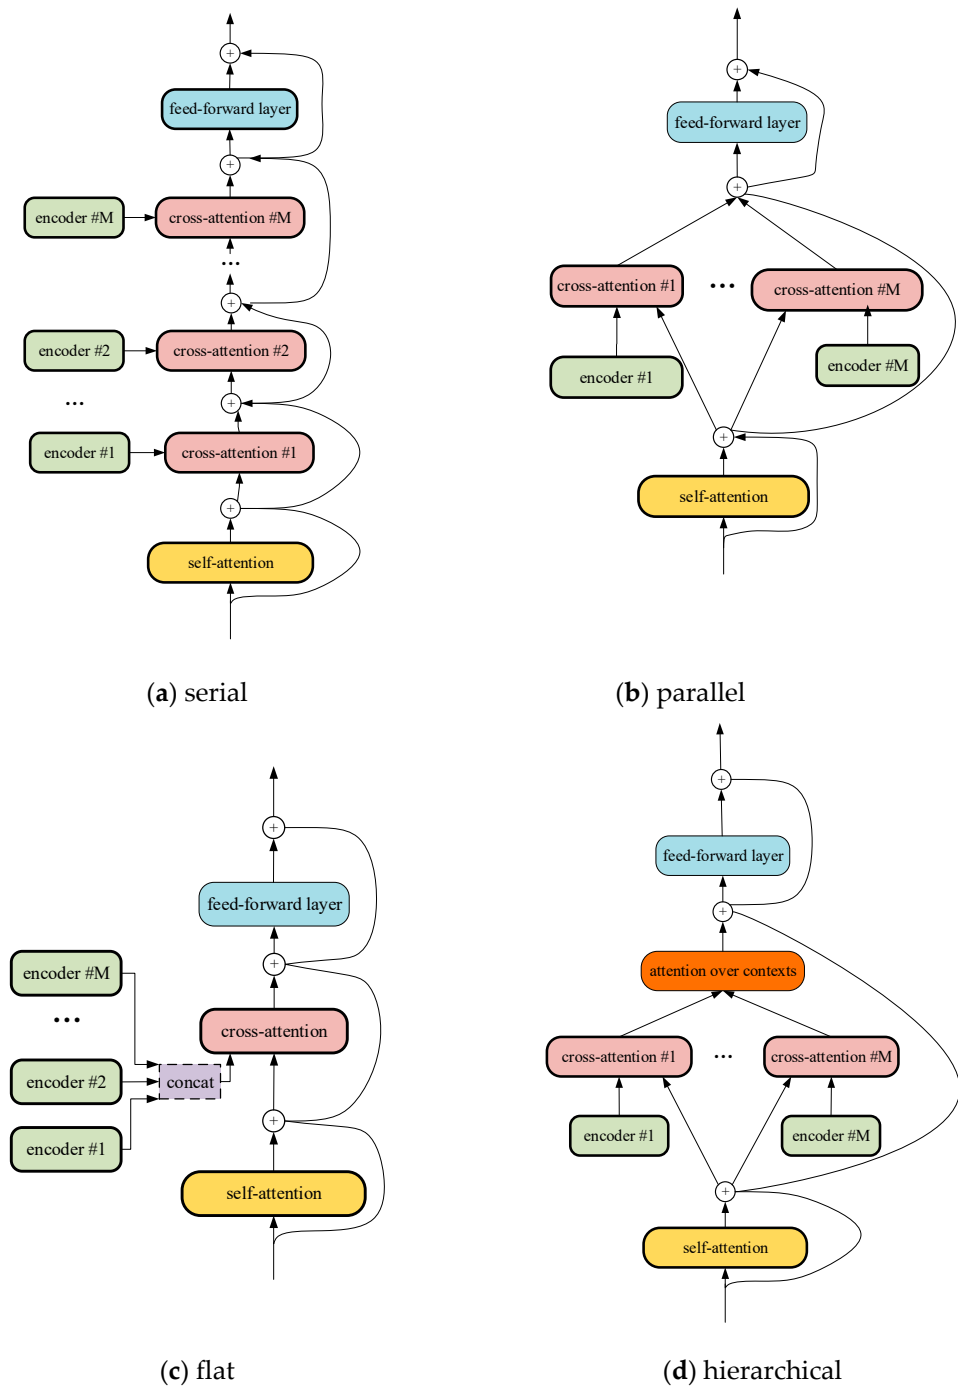 +
feed-forward layer
+
encoder #M
cross-attention #M
...
+
encoder #2
cross-attention #2
...
+
encoder #1
cross-attention #1
+
self-attention
(a) serial
+
feed-forward layer
+
cross-attention #1
...
cross-attention #M
encoder #1
encoder #M
+
self-attention
(b) parallel
+
feed-forward layer
+
encoder #M
...
cross-attention
encoder #2
concat
encoder #1
+
self-attention
(c) flat
+
feed-forward layer
+
attention over contexts
cross-attention #1
...
cross-attention #M
encoder #1
encoder #M
+
self-attention
(d) hierarchical